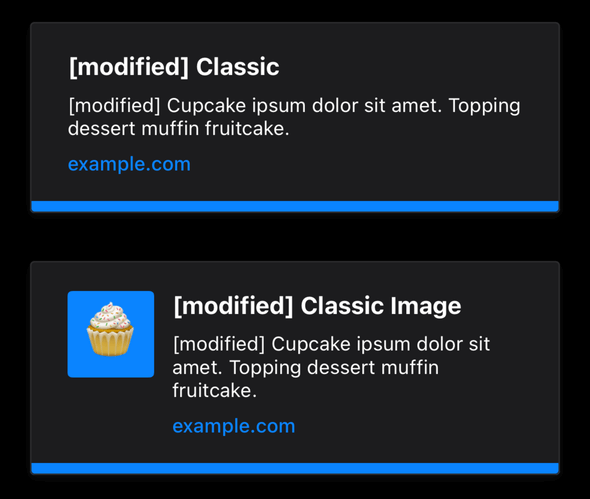 [modified] Classic
[modified] Cupcake ipsum dolor sit amet. Topping
dessert muffin fruitcake.
example.com
[modified] Classic Image
[modified] Cupcake ipsum dolor sit
amet. Topping dessert muffin
fruitcake.
example.com